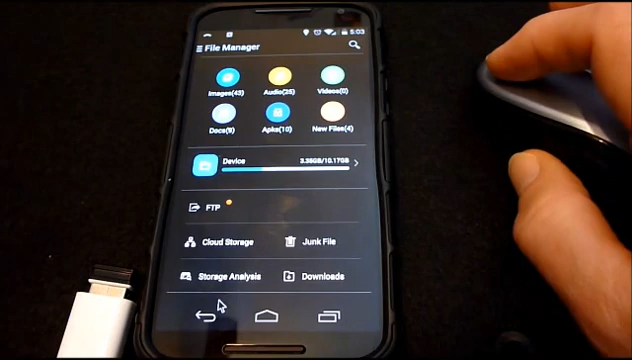 5:03
File Manager
Images(43) Audio(25) Videos(0)
Docs(9) Apks(10) New Files(4)
Device 3.38GB/10.17GB
FTP
Cloud Storage Junk File
Storage Analysis Downloads